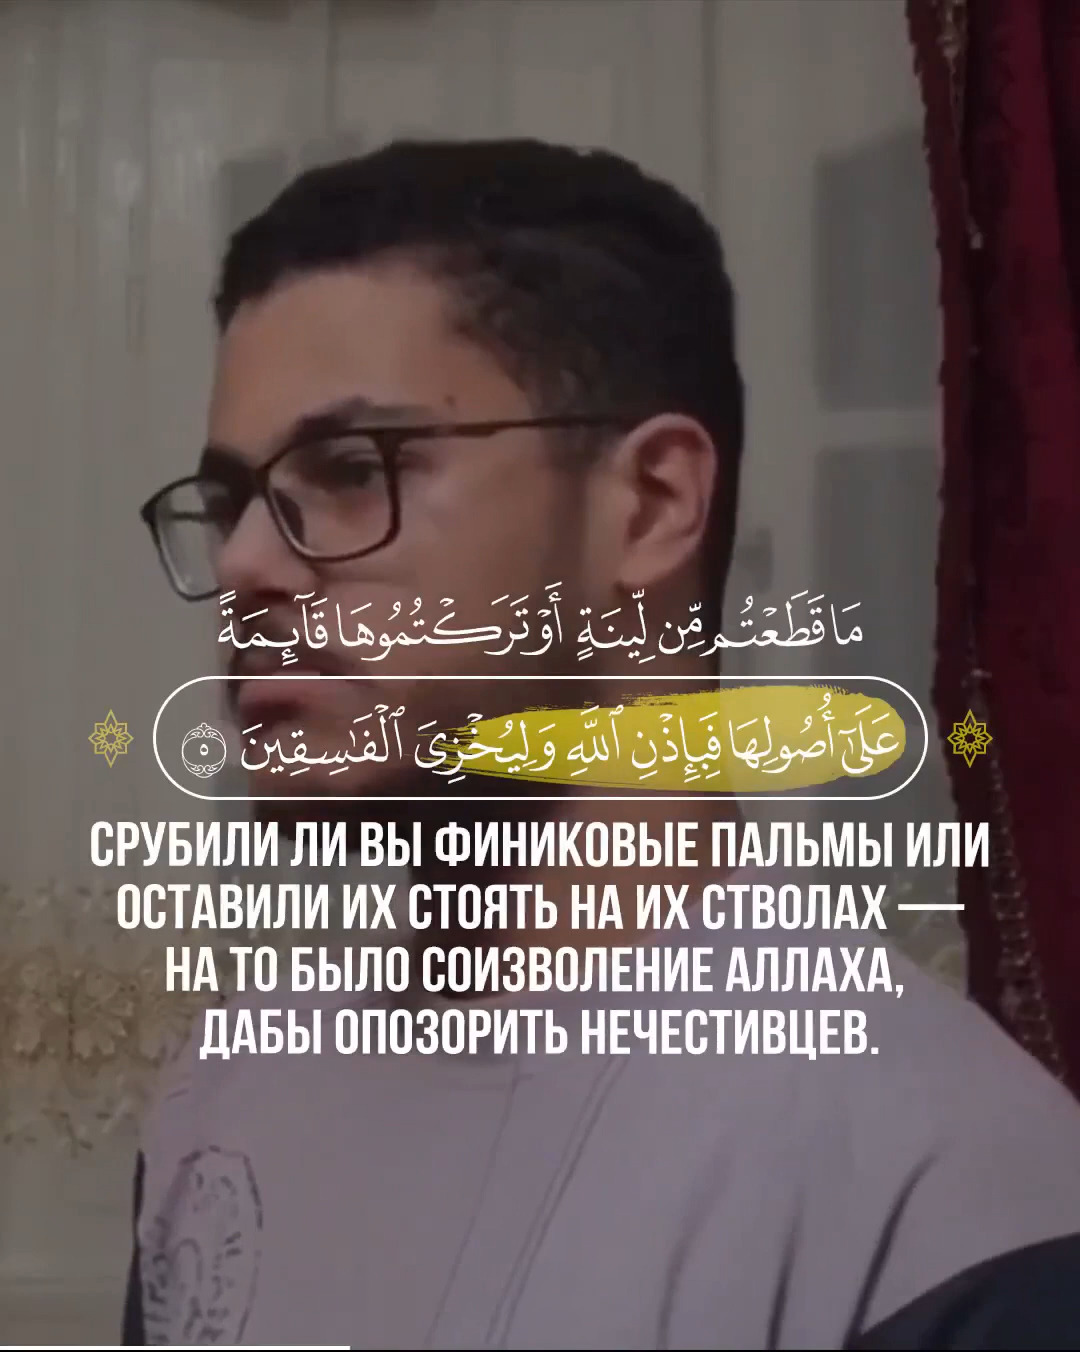 مَا قَطَعْتُم مِّن لِّينَةٍ أَوْ تَرَكْتُمُوهَا قَآئِمَةً
عَلَىٰٓ أُصُولِهَا فَبِإِذْنِ ٱللَّهِ وَلِيُخْزِىَ ٱلْفَـٰسِقِينَ ٥
СРУБИЛИ ЛИ ВЫ ФИНИКОВЫЕ ПАЛЬМЫ ИЛИ
ОСТАВИЛИ ИХ СТОЯТЬ НА ИХ СТВОЛАХ —
НА ТО БЫЛО СОИЗВОЛЕНИЕ АЛЛАХА,
ДАБЫ ОПОЗОРИТЬ НЕЧЕСТИВЦЕВ.